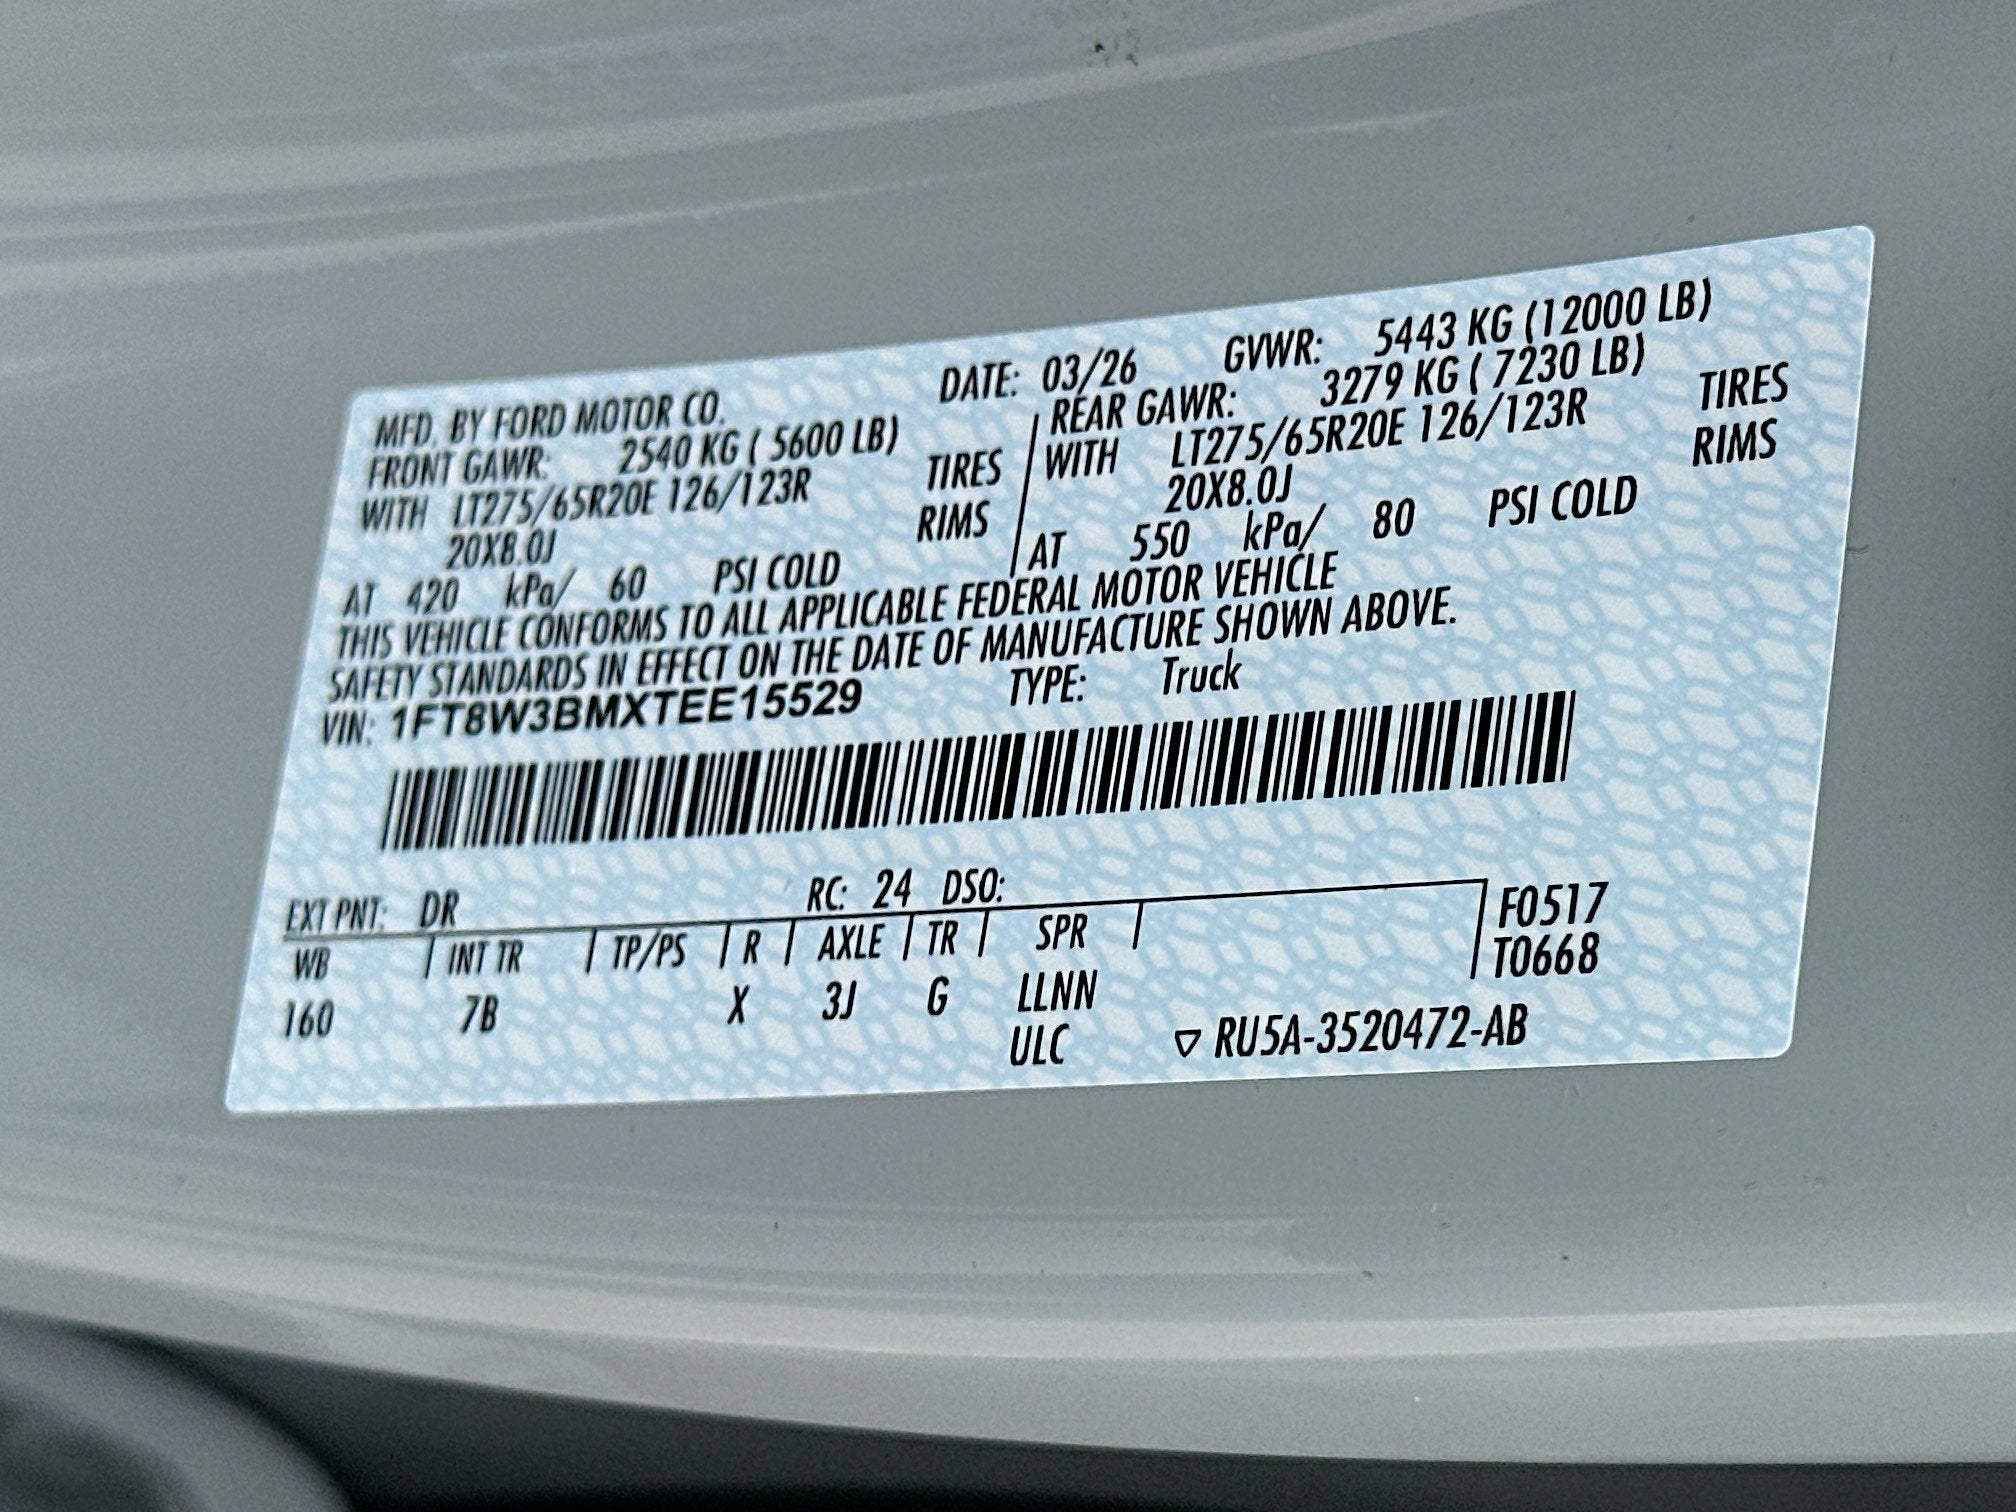 MFD. BY FORD MOTOR CO. DATE: 03/26 GVWR: 5443 KG (12000 LB)
FRONT GAWR: 2540 KG ( 5600 LB) REAR GAWR: 3279 KG ( 7230 LB)
WITH LT275/65R20E 126/123R TIRES WITH LT275/65R20E 126/123R TIRES
20X8.0J RIMS 20X8.0J RIMS
AT 420 kPa/ 60 PSI COLD AT 550 kPa/ 80 PSI COLD
THIS VEHICLE CONFORMS TO ALL APPLICABLE FEDERAL MOTOR VEHICLE
SAFETY STANDARDS IN EFFECT ON THE DATE OF MANUFACTURE SHOWN ABOVE.
VIN: 1FT8W3BMXTEE15529 TYPE: Truck
EXT PNT: DR RC: 24 DSO: F0517
WB INT TR TP/PS R AXLE TR SPR T0668
160 7B X 3J G LLNN
ULC ▽ RU5A-3520472-AB